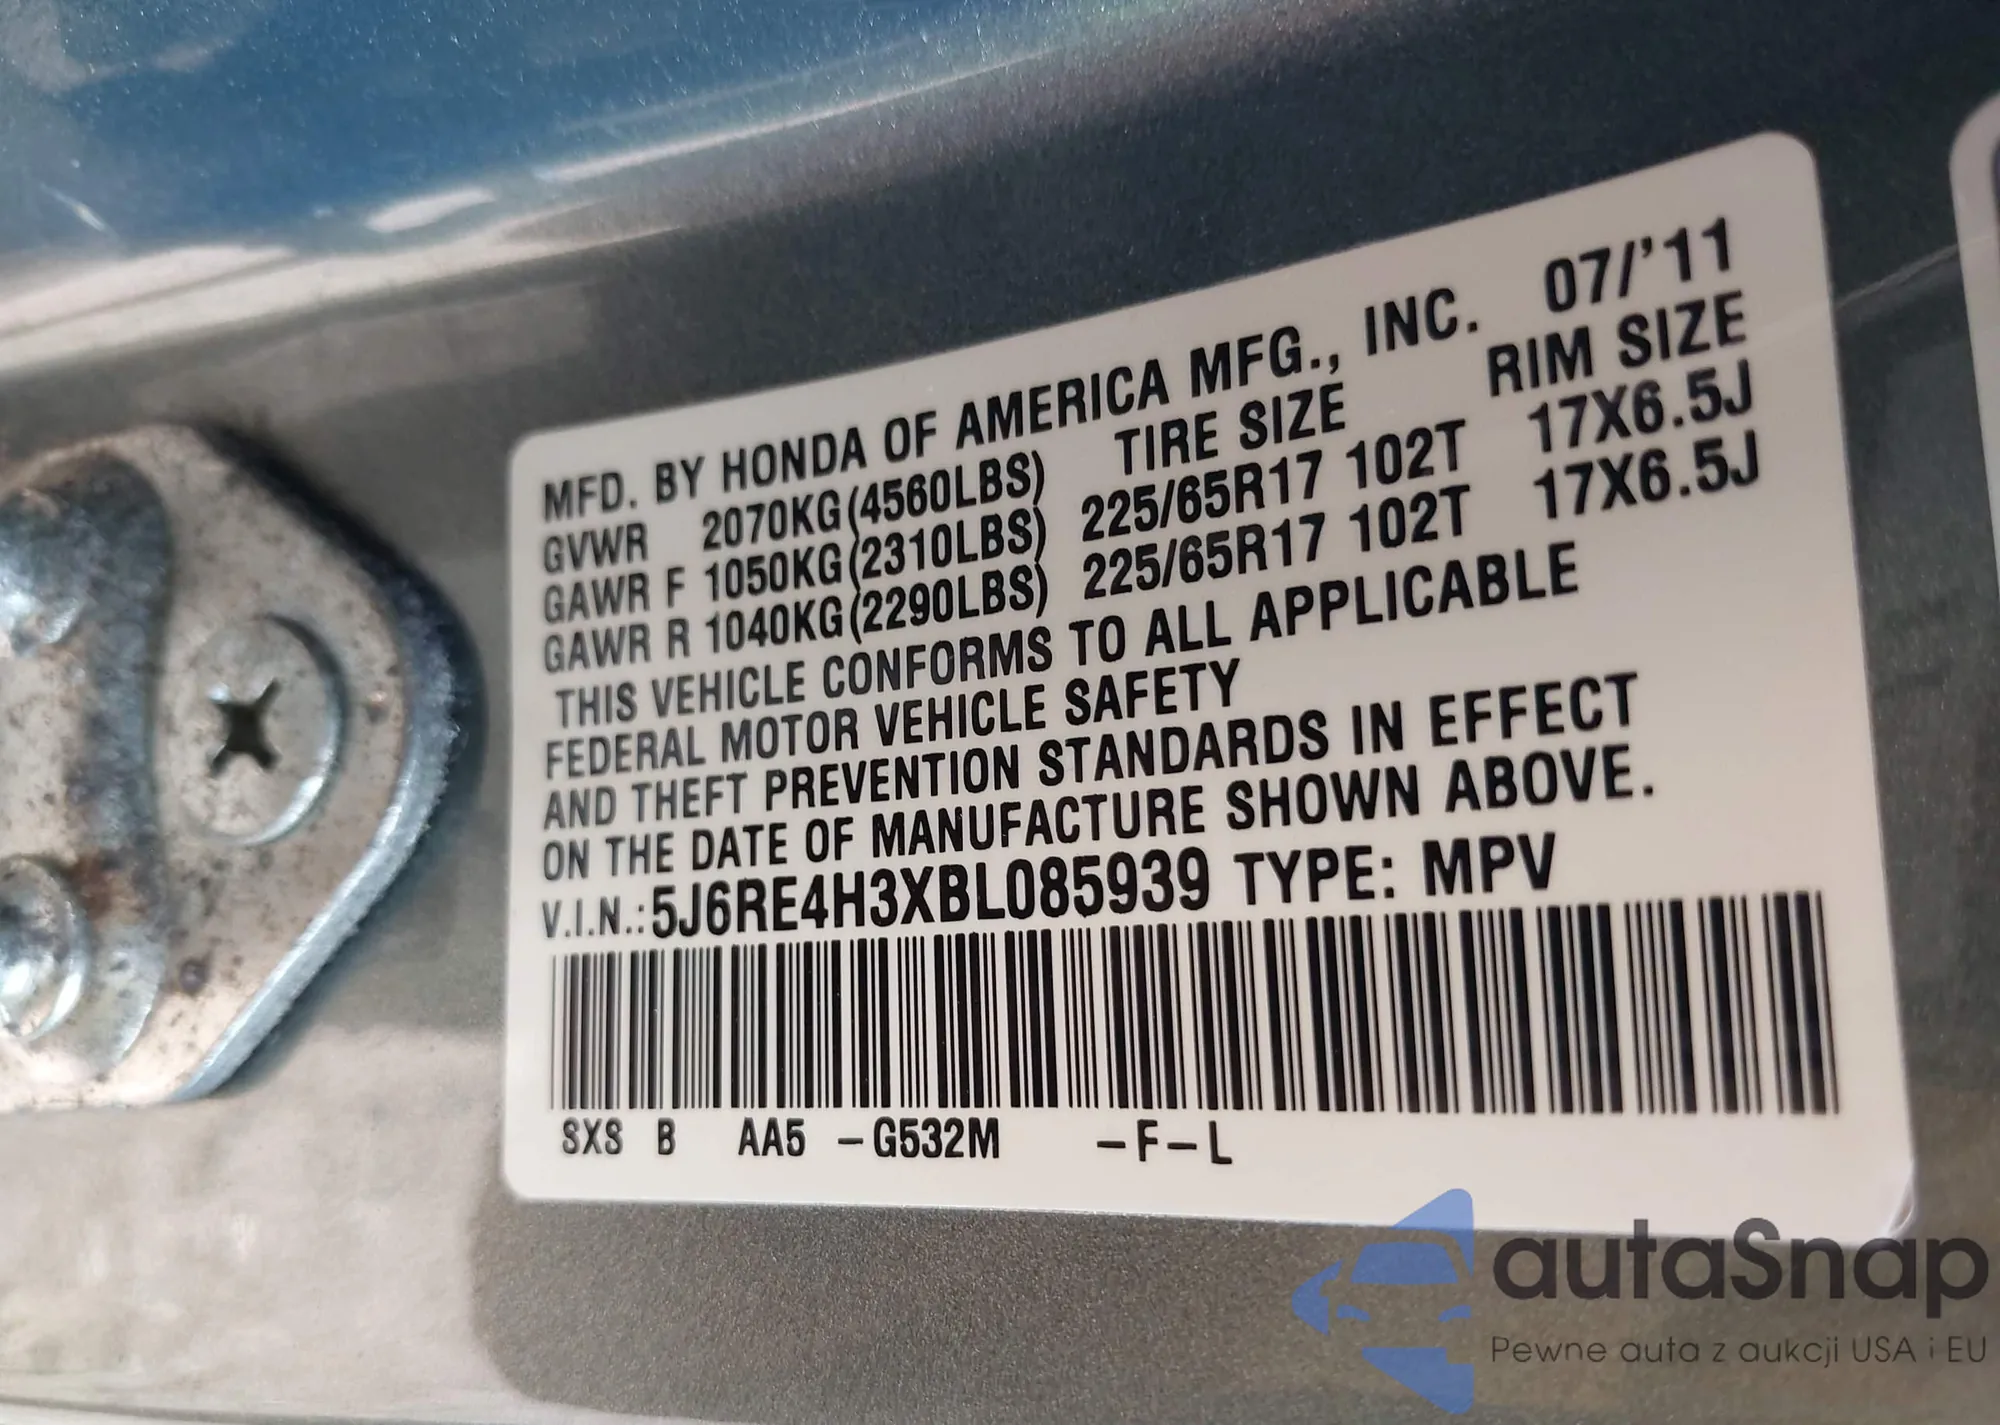 MFD. BY HONDA OF AMERICA MFG., INC. 07/'11
TIRE SIZE RIM SIZE
GVWR 2070KG(4560LBS)
GAWR F 1050KG(2310LBS) 225/65R17 102T 17X6.5J
GAWR R 1040KG(2290LBS) 225/65R17 102T 17X6.5J
THIS VEHICLE CONFORMS TO ALL APPLICABLE
FEDERAL MOTOR VEHICLE SAFETY
AND THEFT PREVENTION STANDARDS IN EFFECT
ON THE DATE OF MANUFACTURE SHOWN ABOVE.
V.I.N.: 5J6RE4H3XBL085939 TYPE: MPV
SXS B AA5 -G532M -F-L
autaSnap
Pewne auta z aukcji USA i EU